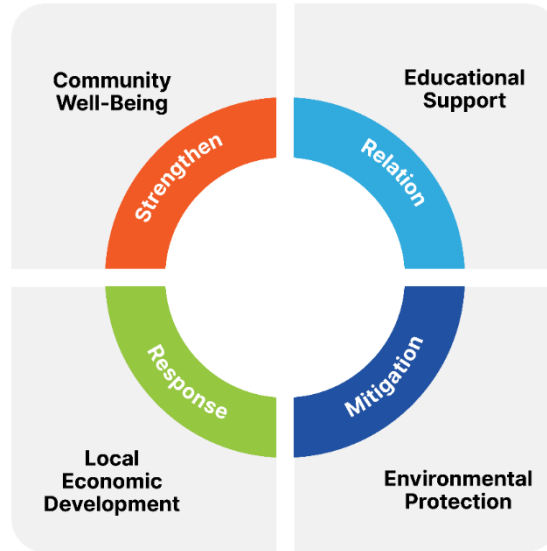 Community
Well-Being
Educational
Support
Strengthen
Relation
Response
Mitigation
Local
Economic
Development
Environmental
Protection